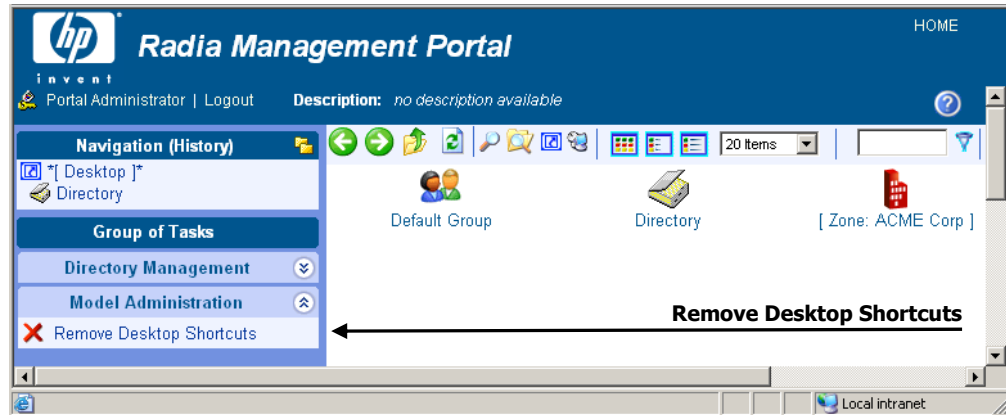 HOME
hp
Radia Management Portal
invent
Portal Administrator | Logout Description: no description available
?
Navigation (History)
20 Items
*[ Desktop ]*
Directory
Default Group Directory [ Zone: ACME Corp ]
Group of Tasks
Directory Management
Model Administration
Remove Desktop Shortcuts
Remove Desktop Shortcuts
Local intranet